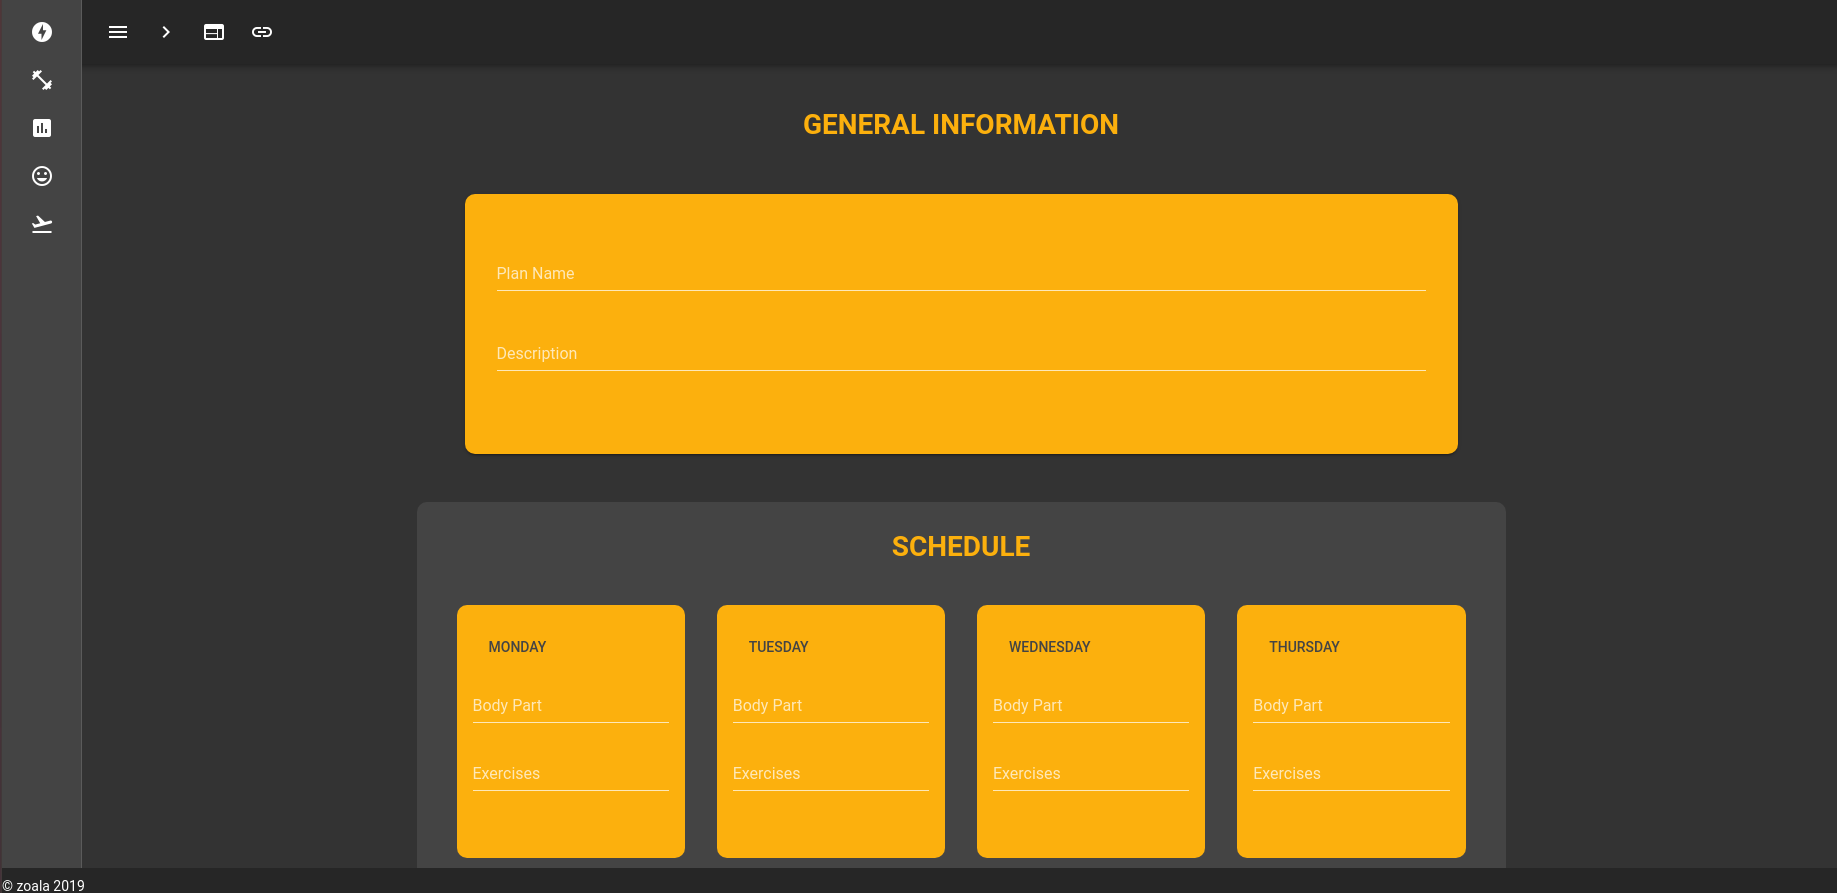 GENERAL INFORMATION
Plan Name
Description
SCHEDULE
MONDAY
Body Part
Exercises
TUESDAY
Body Part
Exercises
WEDNESDAY
Body Part
Exercises
THURSDAY
Body Part
Exercises
© zoala 2019